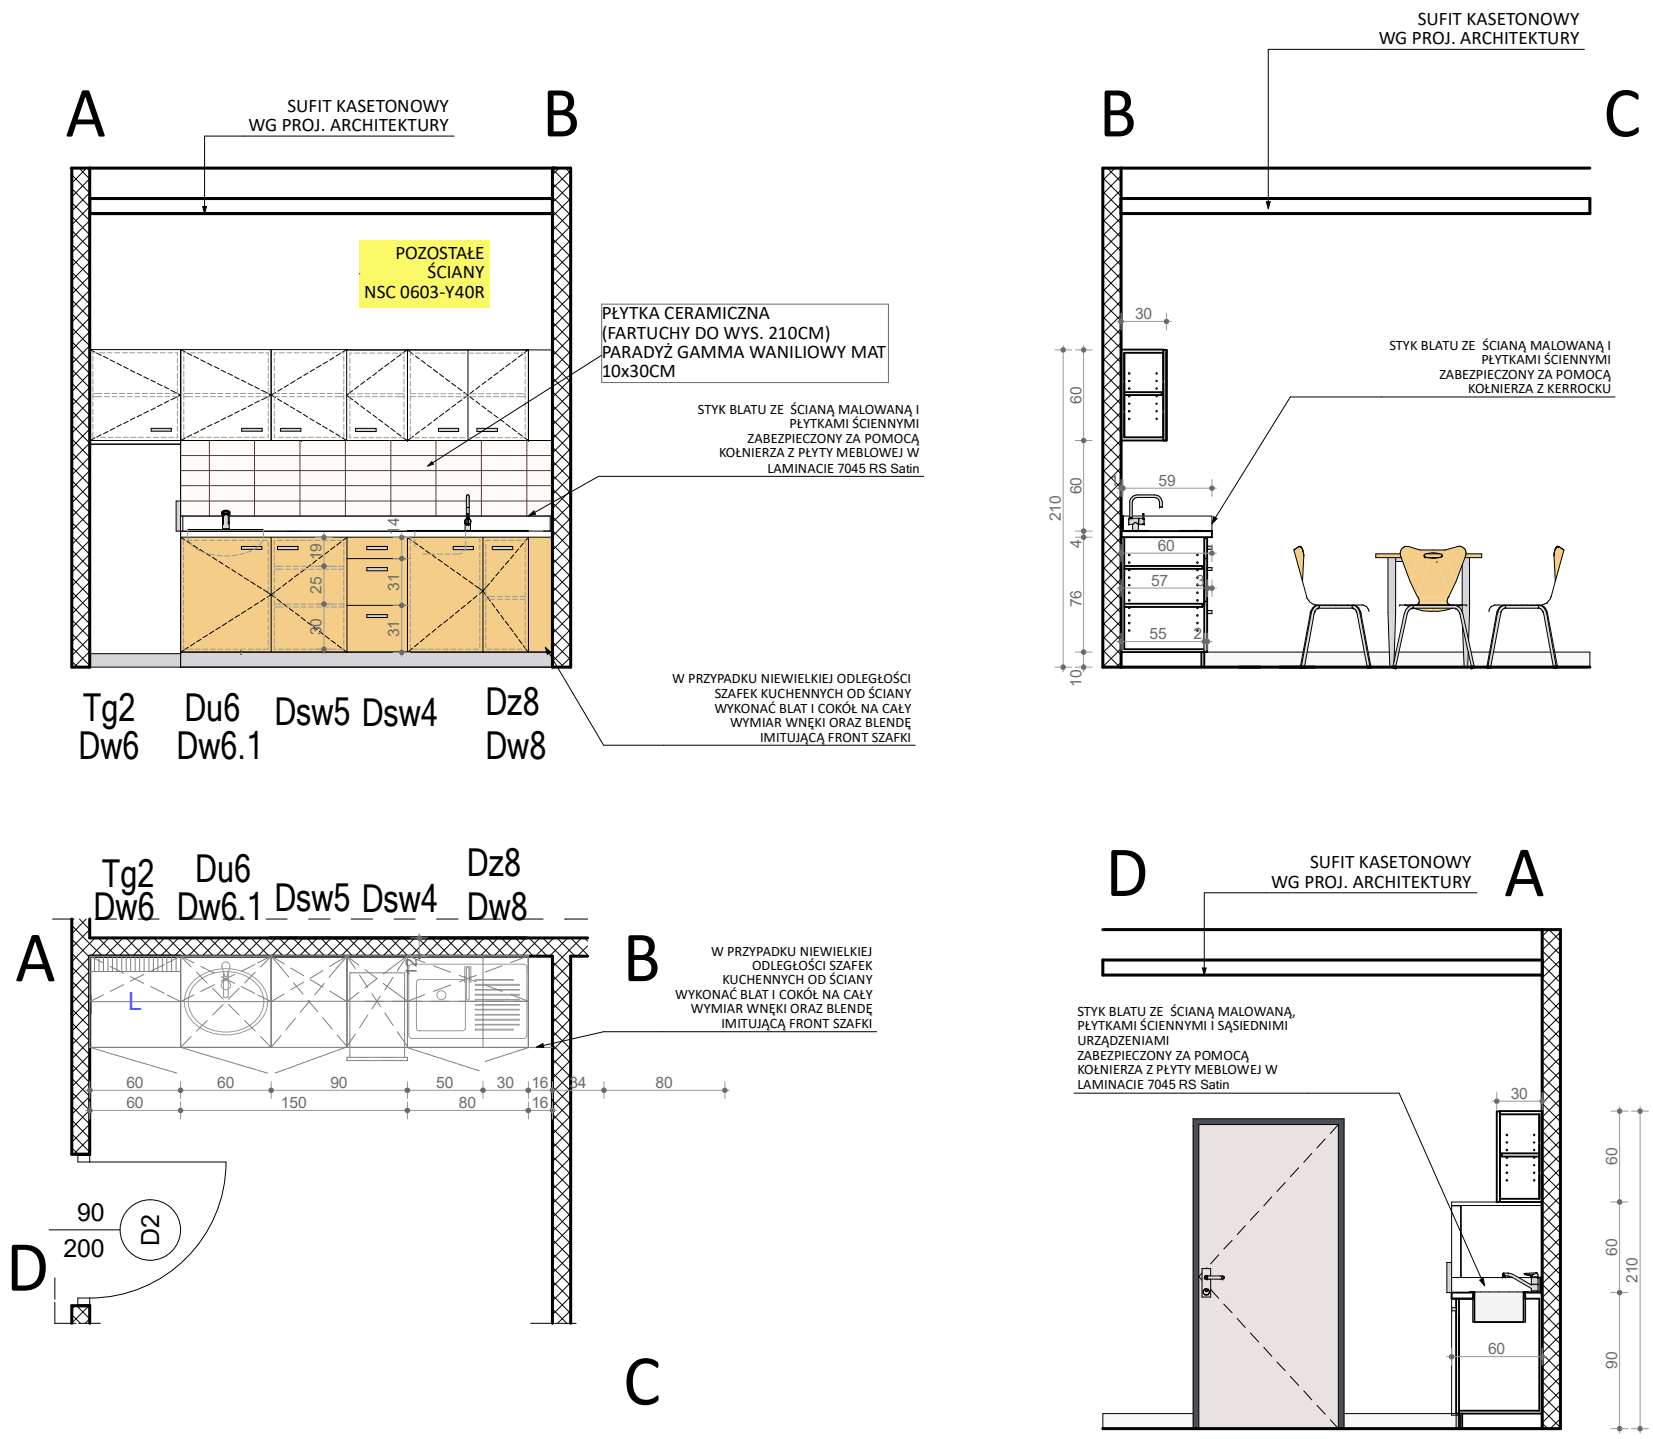 A
SUFIT KASETONOWY
WG PROJ. ARCHITEKTURY
B
POZOSTAŁE
ŚCIANY
NSC 0603-Y40R
PŁYTKA CERAMICZNA
(FARTUCHY DO WYS. 210CM)
PARADYŻ GAMMA WANILIOWY MAT
10x30CM
STYK BLATU ZE ŚCIANĄ MALOWANĄ I
PŁYTKAMI ŚCIENNYMI
ZABEZPIECZONY ZA POMOCĄ
KOŁNIERZA Z PŁYTY MEBLOWEJ W
LAMINACIE 7045 RS Satin
14
19
25
30
31
31
W PRZYPADKU NIEWIELKIEJ ODLEGŁOŚCI
SZAFEK KUCHENNYCH OD ŚCIANY
WYKONAĆ BLAT I COKÓŁ NA CAŁY
WYMIAR WNĘKI ORAZ BLENDĘ
IMITUJĄCĄ FRONT SZAFKI
Tg2
Dw6
Du6
Dw6.1
Dsw5
Dsw4
Dz8
Dw8
SUFIT KASETONOWY
WG PROJ. ARCHITEKTURY
B
C
30
STYK BLATU ZE ŚCIANĄ MALOWANĄ I
PŁYTKAMI ŚCIENNYMI
ZABEZPIECZONY ZA POMOCĄ
KOŁNIERZA Z KERROCKU
60
60
210
4
76
10
1
59
60
57
3
55
2
Tg2
Dw6
Du6
Dw6.1
Dsw5
Dsw4
Dz8
Dw8
A
B
12
L
W PRZYPADKU NIEWIELKIEJ
ODLEGŁOŚCI SZAFEK
KUCHENNYCH OD ŚCIANY
WYKONAĆ BLAT I COKÓŁ NA CAŁY
WYMIAR WNĘKI ORAZ BLENDĘ
IMITUJĄCĄ FRONT SZAFKI
60 60 90 50 30 16 34 80
60 150 80 16
90
200
D2
D
C
D
SUFIT KASETONOWY
WG PROJ. ARCHITEKTURY
A
STYK BLATU ZE ŚCIANĄ MALOWANĄ,
PŁYTKAMI ŚCIENNYMI I SĄSIEDNIMI
URZĄDZENIAMI
ZABEZPIECZONY ZA POMOCĄ
KOŁNIERZA Z PŁYTY MEBLOWEJ W
LAMINACIE 7045 RS Satin
30
60
60
210
90
60